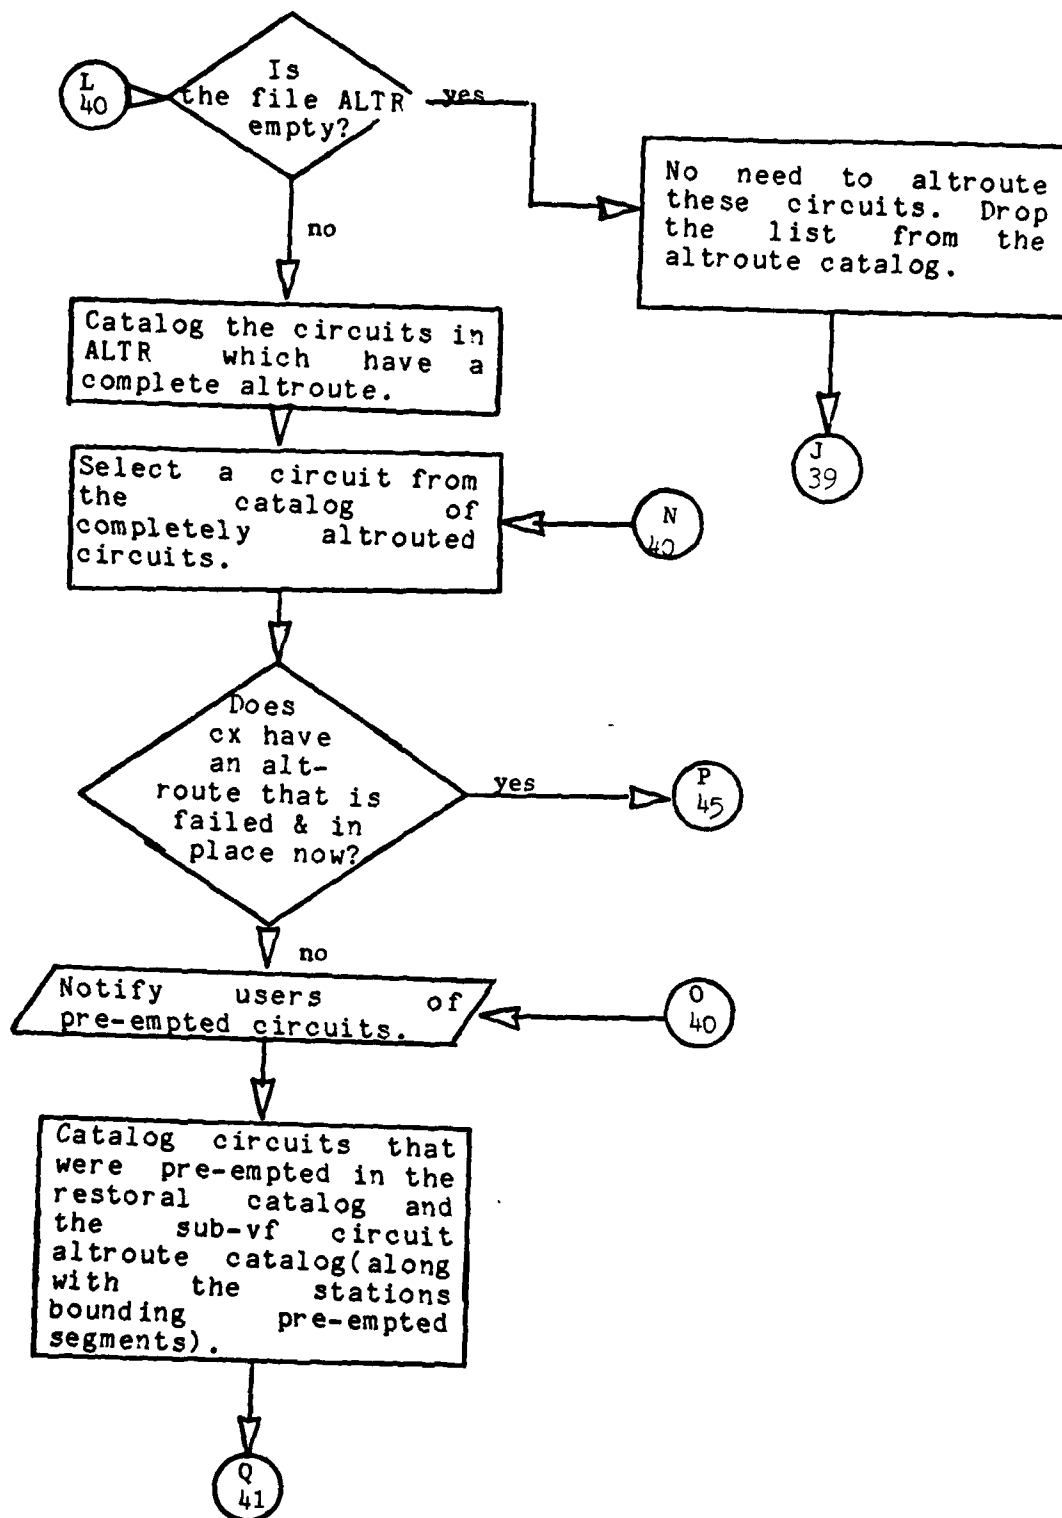 L
40
Is
the file ALTR
empty?
yes
no
No need to altroute
these circuits. Drop
the list from the
altroute catalog.
J
39
Catalog the circuits in
ALTR which have a
complete altroute.
Select a circuit from
the catalog of
completely altrouted
circuits.
N
40
Does
cx have
an alt-
route that is
failed & in
place now?
yes
P
45
no
Notify users of
pre-empted circuits.
O
40
Catalog circuits that
were pre-empted in the
restoral catalog and
the sub-vf circuit
altroute catalog(along
with the stations
bounding pre-empted
segments).
Q
41